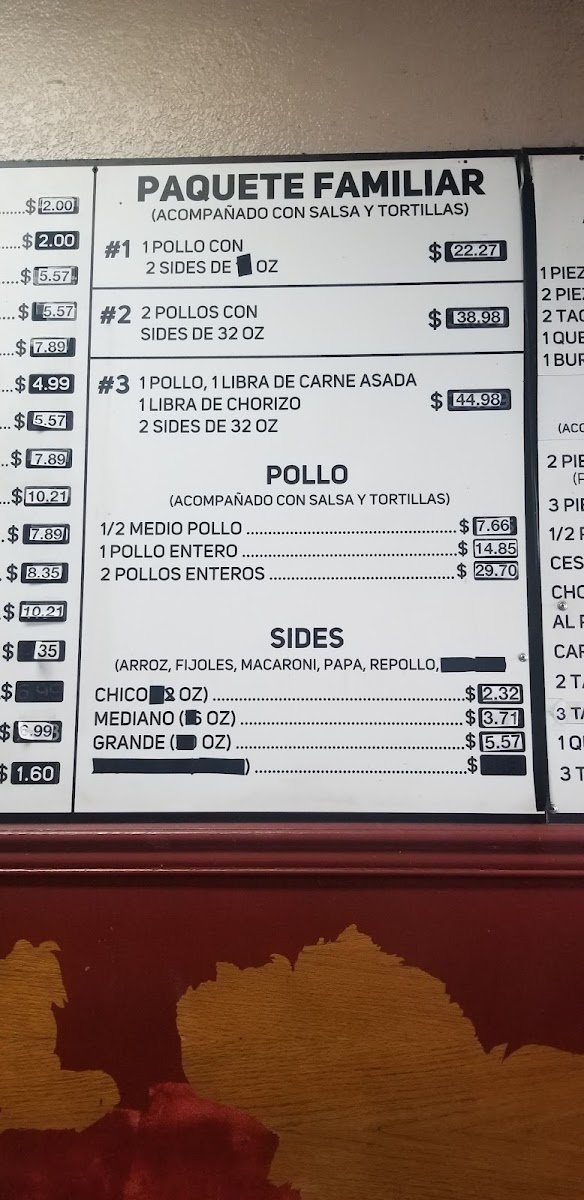 $ 2.00
$ 2.00
$ 5.57
$ 5.57
$ 7.89
$ 4.99
$ 5.57
$ 7.89
$ 10.21
$ 7.89
$ 8.35
$ 10.21
$ 35
$
$ 6.99
$ 1.60
PAQUETE FAMILIAR
(ACOMPAÑADO CON SALSA Y TORTILLAS)
#1 1 POLLO CON
2 SIDES DE OZ
$ 22.27
#2 2 POLLOS CON
SIDES DE 32 OZ
$ 38.98
#3 1 POLLO, 1 LIBRA DE CARNE ASADA
1 LIBRA DE CHORIZO
2 SIDES DE 32 OZ
$ 44.98
POLLO
(ACOMPAÑADO CON SALSA Y TORTILLAS)
1/2 MEDIO POLLO $ 7.66
1 POLLO ENTERO $ 14.85
2 POLLOS ENTEROS $ 29.70
SIDES
(ARROZ, FIJOLES, MACARONI, PAPA, REPOLLO,
CHICO 2 OZ) $ 2.32
MEDIANO ( 6 OZ) $ 3.71
GRANDE ( OZ) $ 5.57
) $
1 PIEZ
2 PIEZ
2 TAC
1 QUE
1 BUR
(ACO
2 PIE
(P
3 PIE
1/2 P
CES
CHO
AL P
CAR
2 TA
3 TA
1 QU
3 T